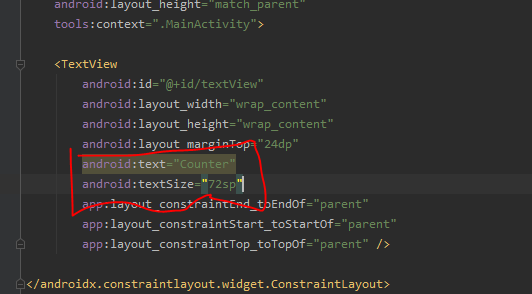 android:layout_height="match_parent"
tools:context=".MainActivity">
<TextView
android:id="@+id/textView"
android:layout_width="wrap_content"
android:layout_height="wrap_content"
android:layout_marginTop="24dp"
android:text="Counter"
android:textSize="72sp"
app:layout_constraintEnd_toEndOf="parent"
app:layout_constraintStart_toStartOf="parent"
app:layout_constraintTop_toTopOf="parent" />
</androidx.constraintlayout.widget.ConstraintLayout>